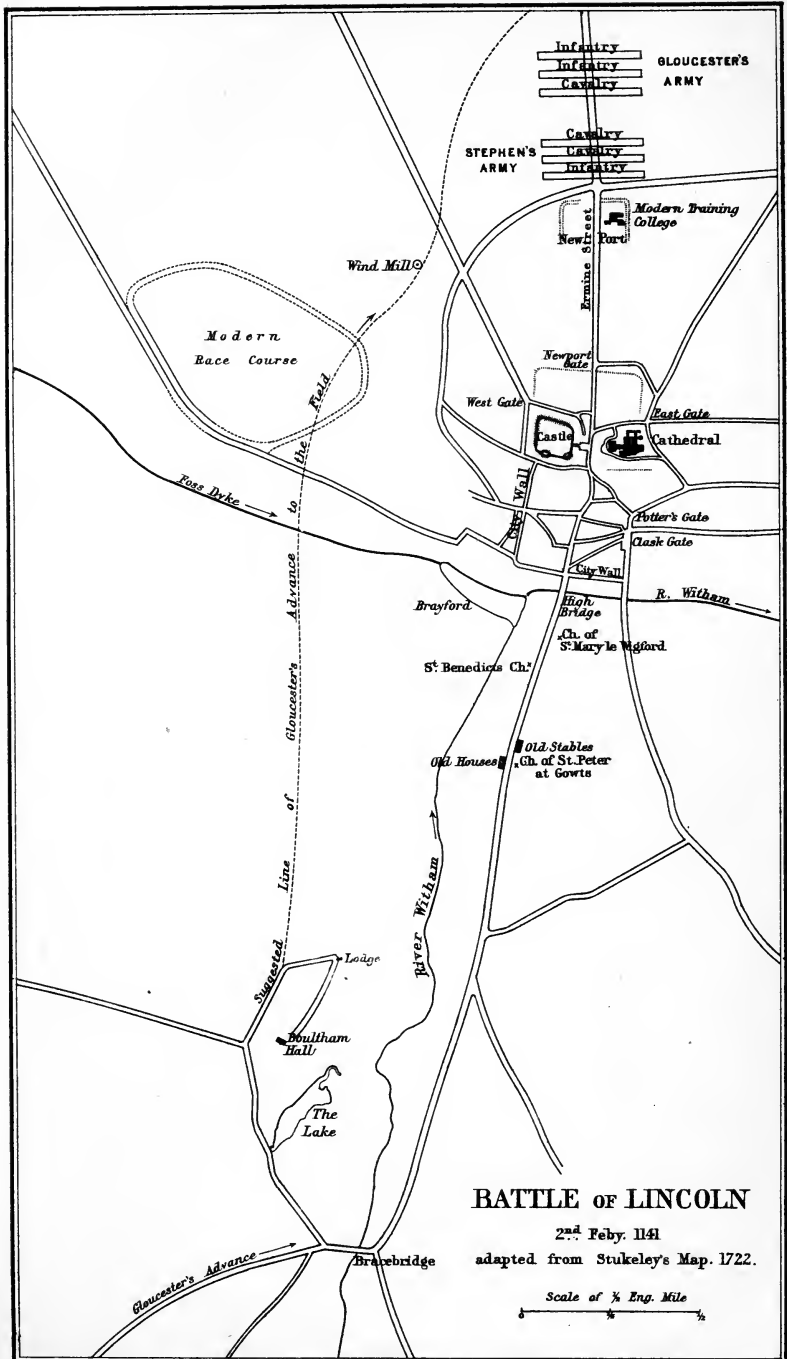 Infantry
Infantry
Cavalry
GLOUCESTER'S
ARMY
Cavalry
Cavalry
Infantry
STEPHEN'S
ARMY
Modern Training
College
New Port
Ermine Street
Wind Mill
Modern
Race Course
Newport
Gate
West Gate
East Gate
Castle
Cathedral
City Wall
Foss Dyke
Potter's Gate
Clask Gate
City Wall
R. Witham
Brayford
High
Bridge
Ch. of
St. Mary le Wigford
St. Benedicts Ch.
Old Stables
Old Houses
Ch. of St. Peter
at Gowts
River Witham
Suggested Line of Gloucester's Advance to the Field
Lodge
Boultham
Hall
The
Lake
Gloucester's Advance
Bracebridge
BATTLE OF LINCOLN
2nd. Feby. 1141
adapted from Stukeley's Map. 1722.
Scale of ½ Eng. Mile
0 ½